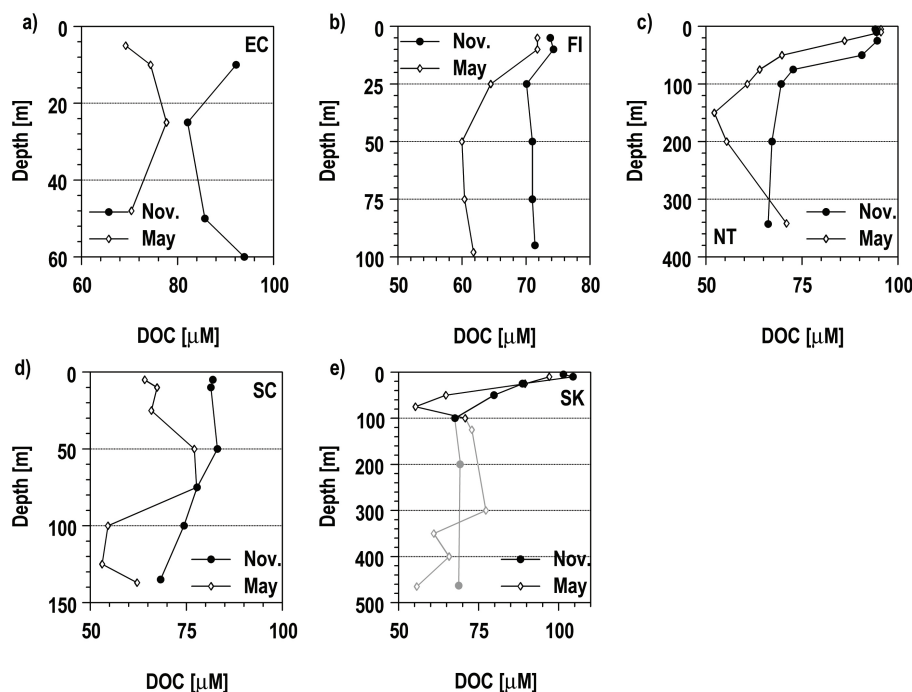 a)
EC
0
20
40
60
Depth [m]
Nov.
May
60
80
100
DOC [μM]
b)
FI
Nov.
May
0
25
50
75
100
Depth [m]
50
60
70
80
DOC [μM]
c)
0
100
200
300
400
Depth [m]
NT
Nov.
May
50
75
100
DOC [μM]
d)
SC
0
50
100
150
Depth [m]
Nov.
May
50
75
100
DOC [μM]
e)
SK
0
100
200
300
400
500
Depth [m]
Nov.
May
50
75
100
DOC [μM]